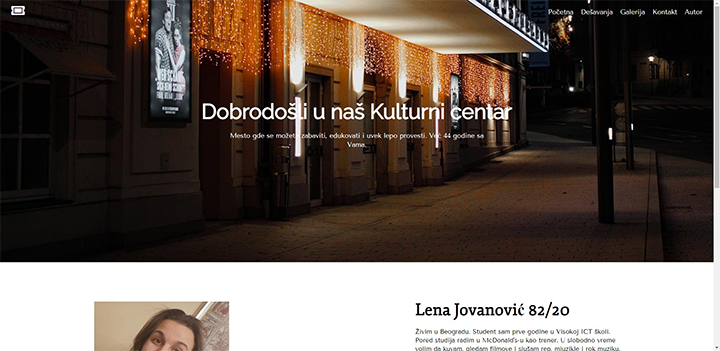 Početna Dešavanja Galerija Kontakt Autor
Dobrodošli u naš Kulturni centar
Mesto gde se možete zabaviti, edukovati i uvek lepo provesti. Već 44 godine sa
Vama.
Lena Jovanović 82/20
Živim u Beogradu. Student sam prve godine u Visokoj ICT školi.
Pored studija radim u McDonald's-u kao trener. U slobodno vreme
volim da kuvam, gledam filmove i slušam rep, mjuzikle i rok muziku.